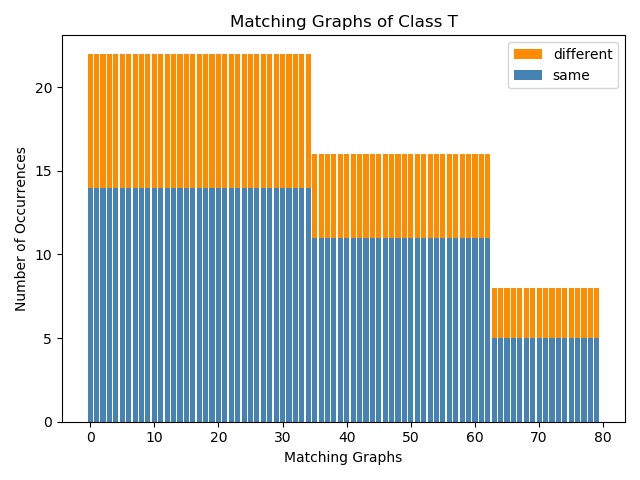 Matching Graphs of Class T
different
same
Number of Occurrences
20
15
10
5
0
0 10 20 30 40 50 60 70 80
Matching Graphs